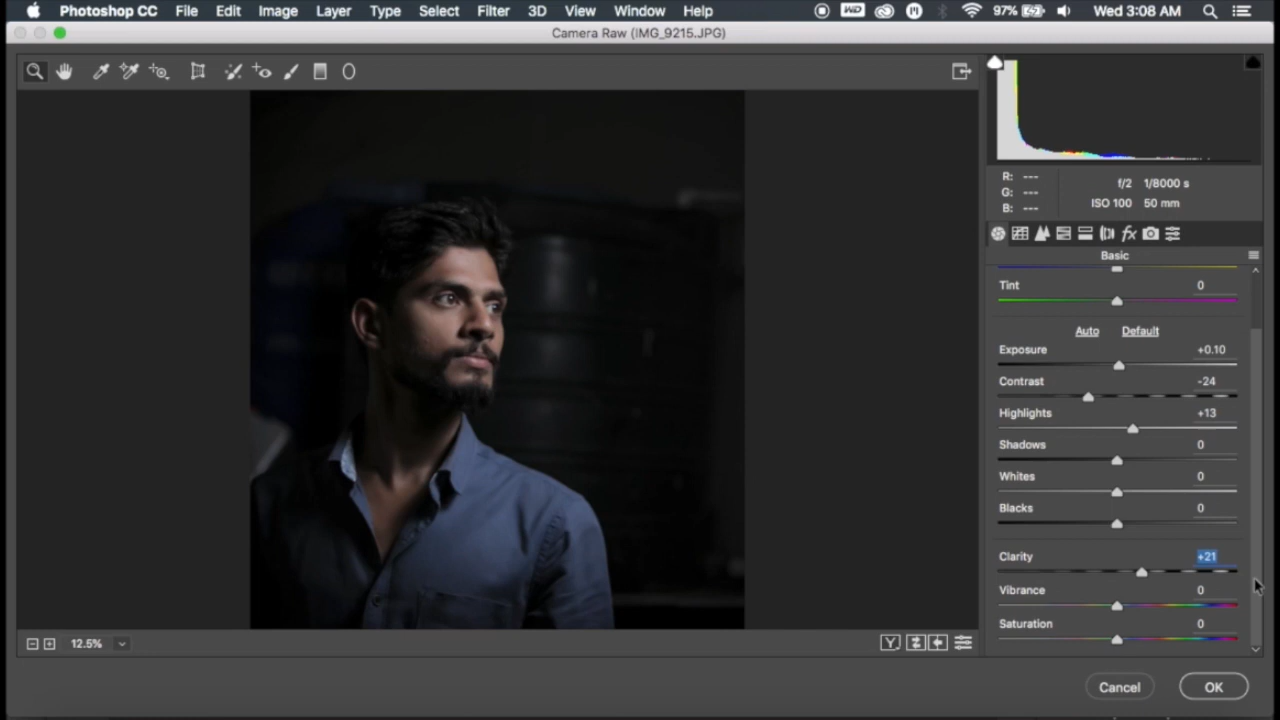 Photoshop CC File Edit Image Layer Type Select Filter 3D View Window Help WD 97% Wed 3:08 AM
Camera Raw (IMG_9215.JPG)
R: ---
G: ---
B: ---
f/2 1/8000 s
ISO 100 50 mm
fx
Basic
Tint 0
Auto Default
Exposure +0.10
Contrast -24
Highlights +13
Shadows 0
Whites 0
Blacks 0
Clarity +21
Vibrance 0
Saturation 0
12.5% Y
Cancel OK